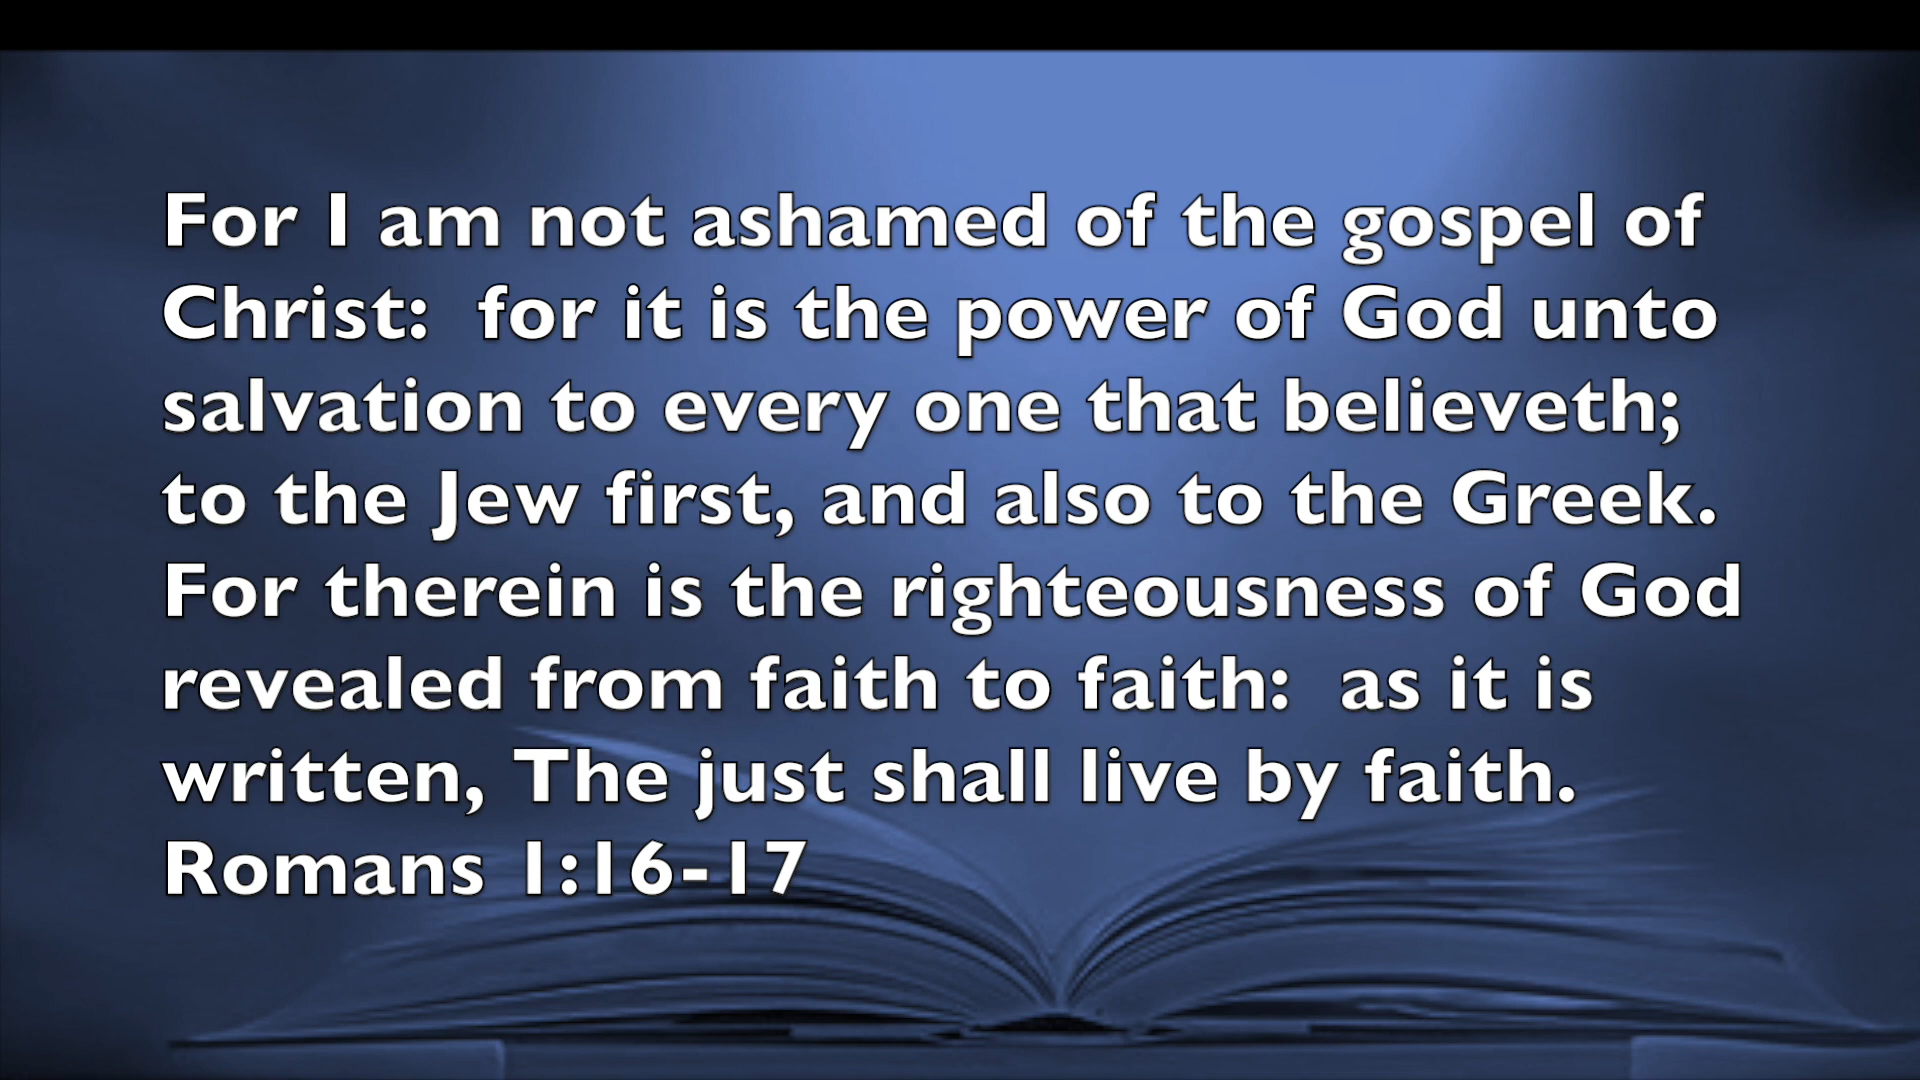 For I am not ashamed of the gospel of
Christ:  for it is the power of God unto
salvation to every one that believeth;
to the Jew first, and also to the Greek.
For therein is the righteousness of God
revealed from faith to faith:  as it is
written, The just shall live by faith.
Romans 1:16-17